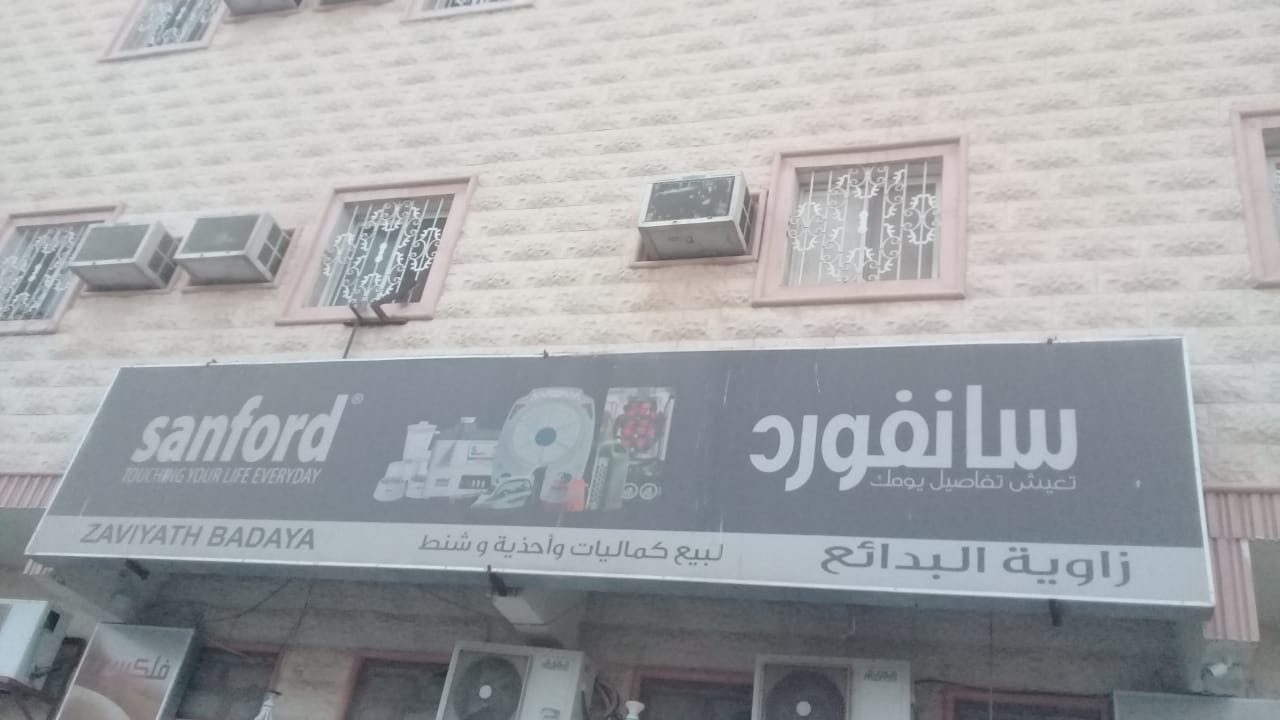 sanford®
TOUCHING YOUR LIFE EVERYDAY
سانفورد
تعيش تفاصيل يومك
ZAVIYATH BADAYA
لبيع كماليات وأحذية و شنط
زاوية البدائع